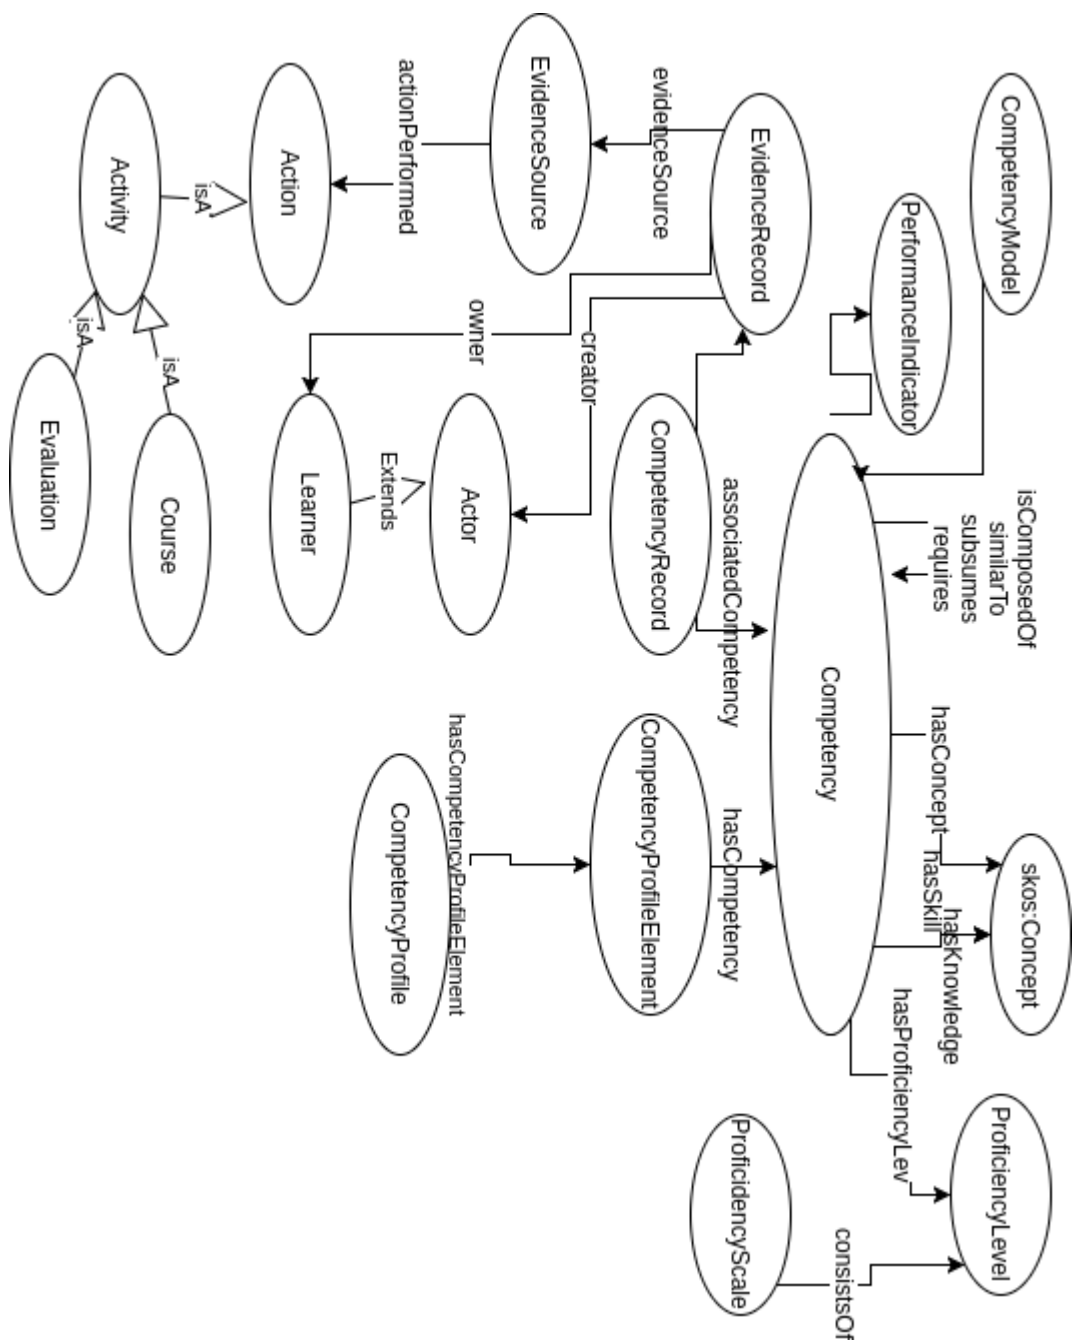 CompetencyModel
isComposedOf
similarTo
subsumes
requires
skos:Concept
ProficiencyLevel
PerformanceIndicator
hasConcept
hasKnowledge
hasSkill
hasProficiencyLev
Competency
consistsOf
EvidenceRecord
associatedCompetency
hasCompetency
ProficidencyScale
evidenceSource
CompetencyRecord
CompetencyProfileElement
creator
EvidenceSource
owner
Actor
hasCompetencyProfileElement
actionPerformed
Extends
CompetencyProfile
Learner
Action
isA
isA
Course
Activity
isA
Evaluation